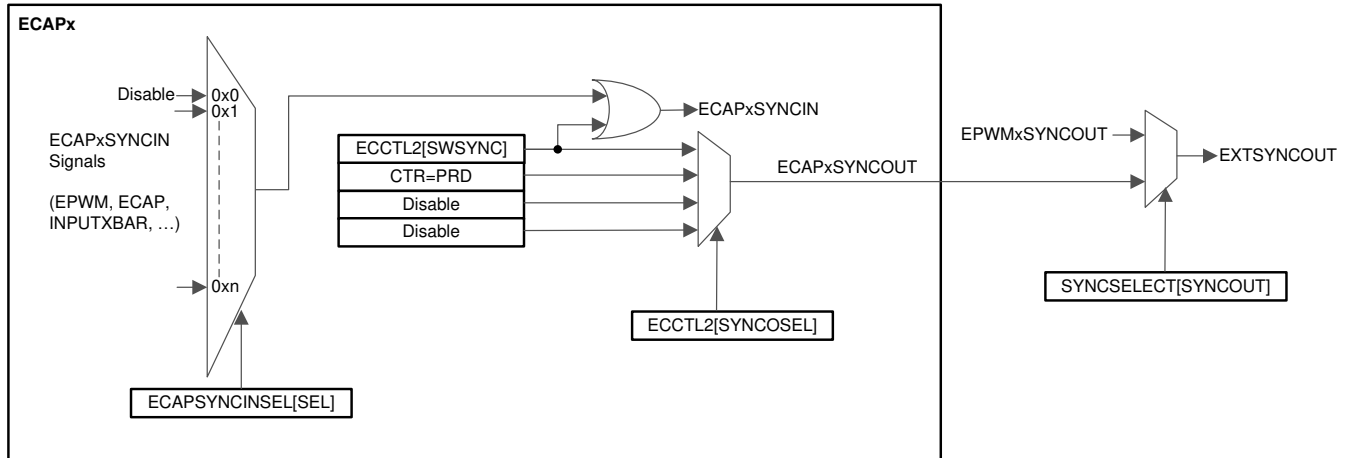 ECAPx
Disable
0x0
0x1
ECAPxSYNCIN
Signals
(EPWM, ECAP,
INPUTXBAR, …)
0xn
ECAPSYNCINSEL[SEL]
ECAPxSYNCIN
ECCTL2[SWSYNC]
CTR=PRD
Disable
Disable
ECAPxSYNCOUT
ECCTL2[SYNCOSEL]
EPWMxSYNCOUT
EXTSYNCOUT
SYNCSELECT[SYNCOUT]